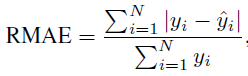 RMAE = \frac{\sum_{i=1}^{N} |y_i - \hat{y}_i|}{\sum_{i=1}^{N} y_i},